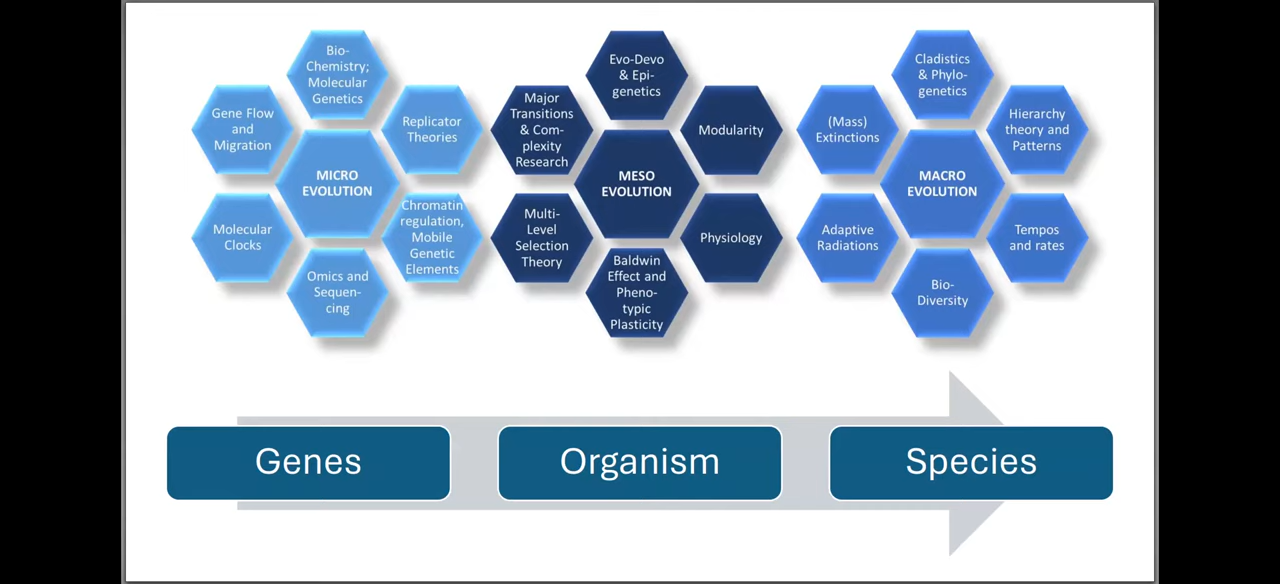 Bio-
Chemistry;
Molecular
Genetics
Gene Flow
and
Migration
Replicator
Theories
MICRO
EVOLUTION
Molecular
Clocks
Chromatin
regulation,
Mobile
Genetic
Elements
Omics and
Sequen-
cing
Evo-Devo
& Epi-
genetics
Major
Transitions
& Com-
plexity
Research
Modularity
MESO
EVOLUTION
Multi-
Level
Selection
Theory
Physiology
Baldwin
Effect and
Pheno-
typic
Plasticity
Cladistics
& Phylo-
genetics
(Mass)
Extinctions
Hierarchy
theory and
Patterns
MACRO
EVOLUTION
Adaptive
Radiations
Tempos
and rates
Bio-
Diversity
Genes
Organism
Species